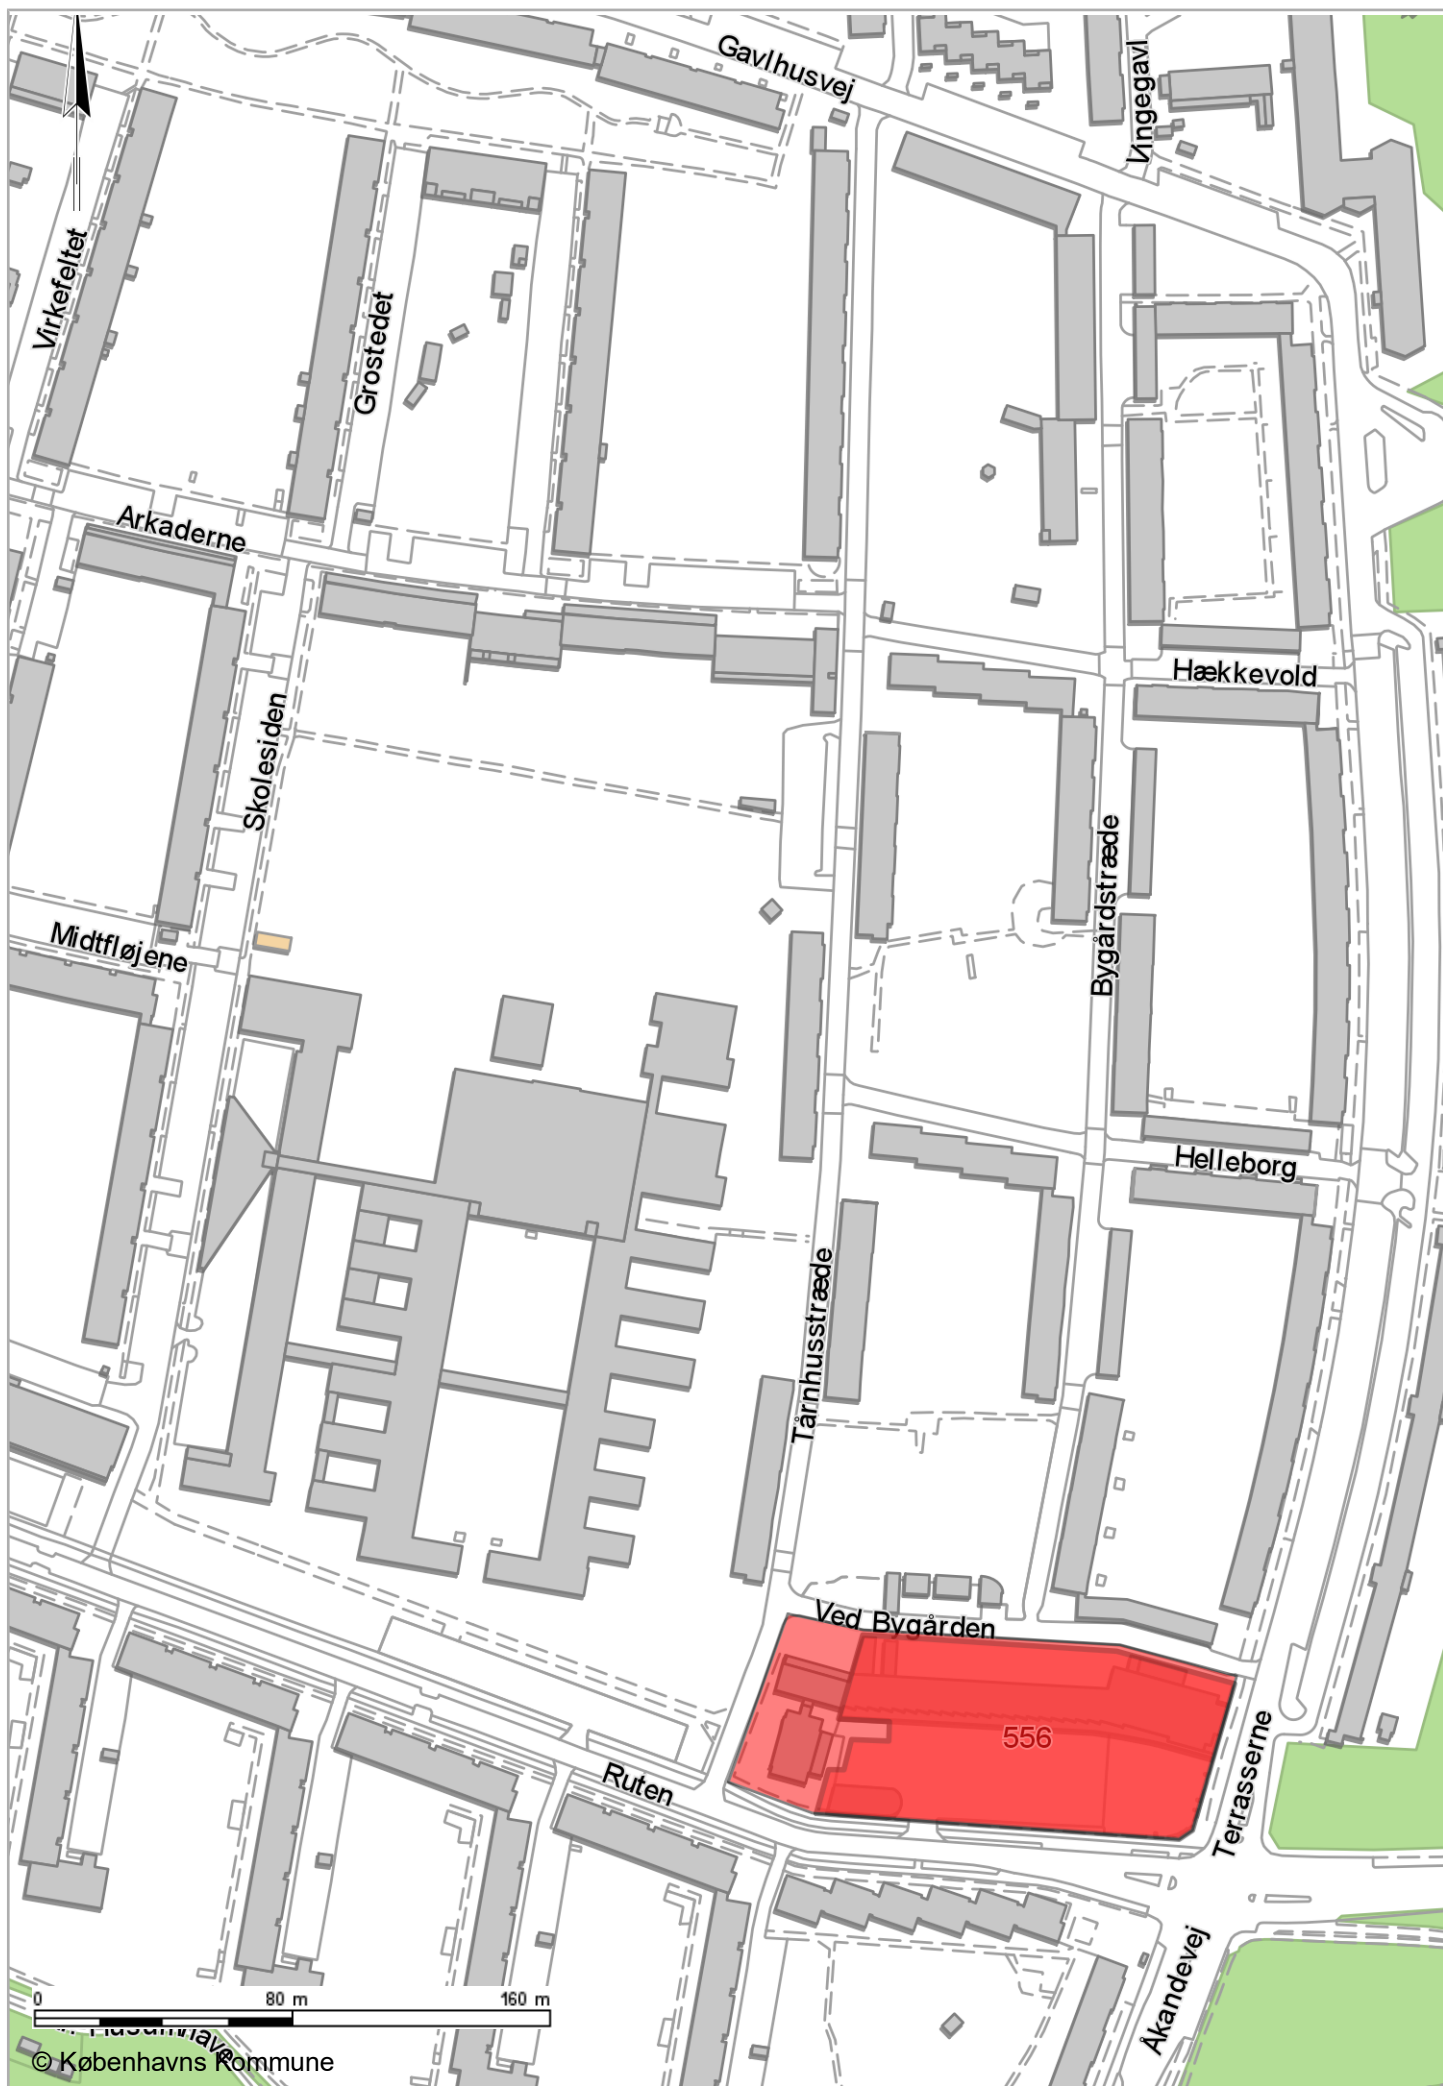 Gavlhusvej
Vingegavl
Virkefeltet
Grostedet
Arkaderne
Hækkevold
Skolesiden
Bygårdstræde
Midtfløjene
Helleborg
Tårnhusstræde
Ved Bygården
556
Ruten
Terrasserne
Åkandevej
0 80 m 160 m
© Københavns Kommune